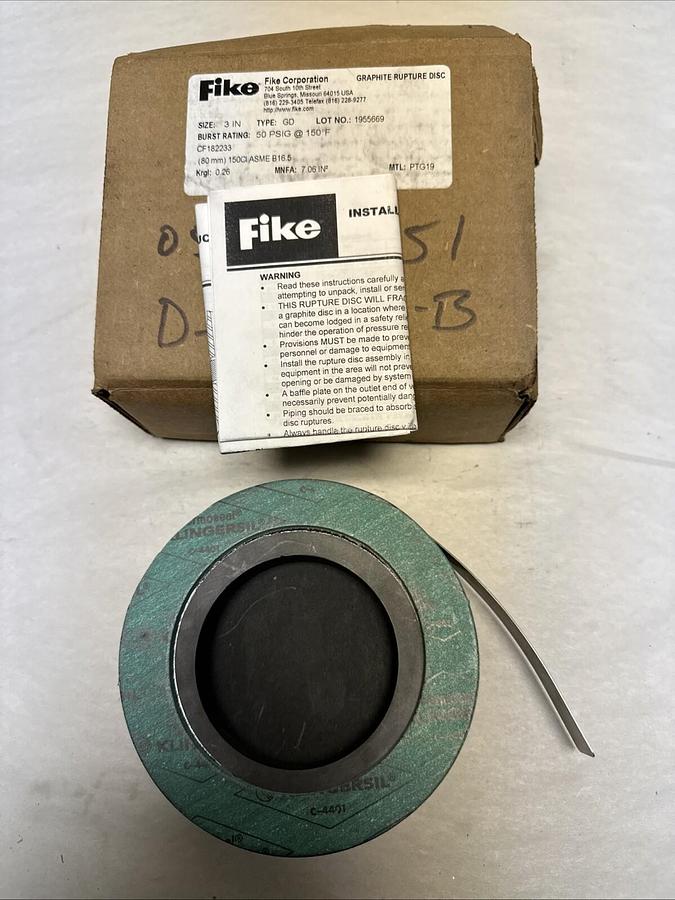 Fike®
Fike Corporation
704 South 10th Street
Blue Springs, Missouri 64015 USA
(816) 229-3405 Telefax (816) 228-9277
http://www.fike.com
GRAPHITE RUPTURE DISC
SIZE: 3 IN TYPE: GD LOT NO.: 1955669
BURST RATING: 50 PSIG @ 150°F
CF182233
(80 mm) 150Cl ASME B16.5
Krgl: 0.26 MNFA: 7.06 IN² MTL: PTG19
51
D- -B
Fike
INSTALL
WARNING
• Read these instructions carefully
attempting to unpack, install or
• THIS RUPTURE DISC WILL
a graphite disc in a location where
can become lodged in a safety
hinder the operation of pressure
• Provisions MUST be made to
personnel or damage to
• Install the rupture disc assembly in
equipment in the area will not
opening or be damaged by system
• A baffle plate on the outlet end of
necessarily prevent potentially
• Piping should be braced to absorb
disc ruptures.
• Always handle the rupture disc
KLINGERSIL®
C-4401
C-4401